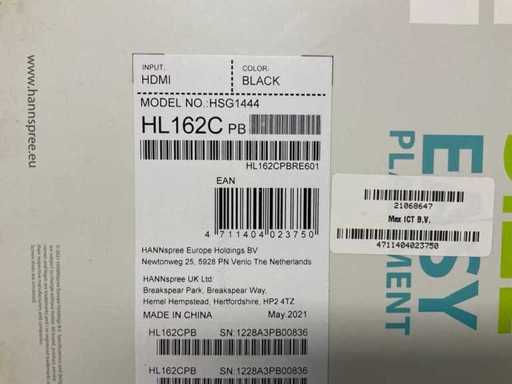 www.hannspree.eu
INPUT:
HDMI
COLOR:
BLACK
MODEL NO.:HSG1444
HL162C PB
HL162CPBRE601
EAN
4 711404 023750
HANNspree Europe Holdings BV
Newtonweg 25, 5928 PN Venlo The Netherlands
HANNspree UK Ltd.
Breakspear Park, Breakspear Way,
Hemel Hempstead, Hertfordshire, HP2 4TZ
MADE IN CHINA May.2021
HL162CPB SN:1228A3PB00836
HL162CPB SN:1228A3PB00836
21068647
Max ICT B.V.
4711404023750
EASY